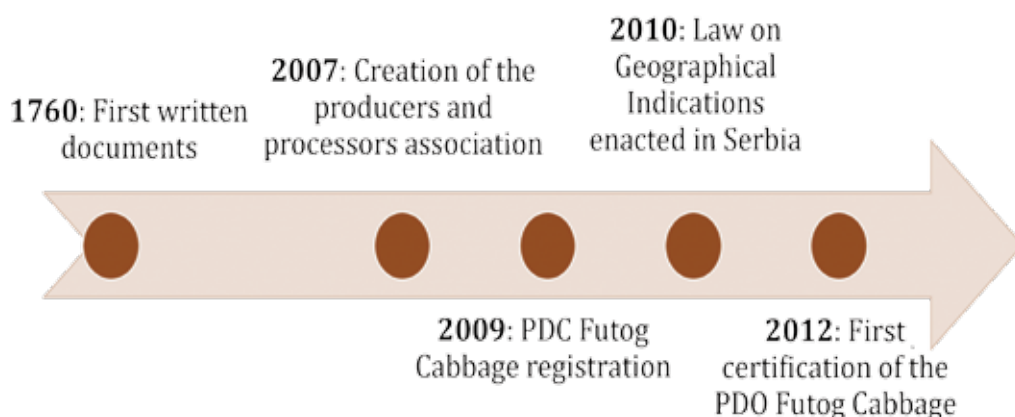 1760: First written
documents
2007: Creation of the
producers and
processors association
2009: PDC Futog
Cabbage registration
2010: Law on
Geographical
Indications
enacted in Serbia
2012: First
certification of the
PDO Futog Cabbage